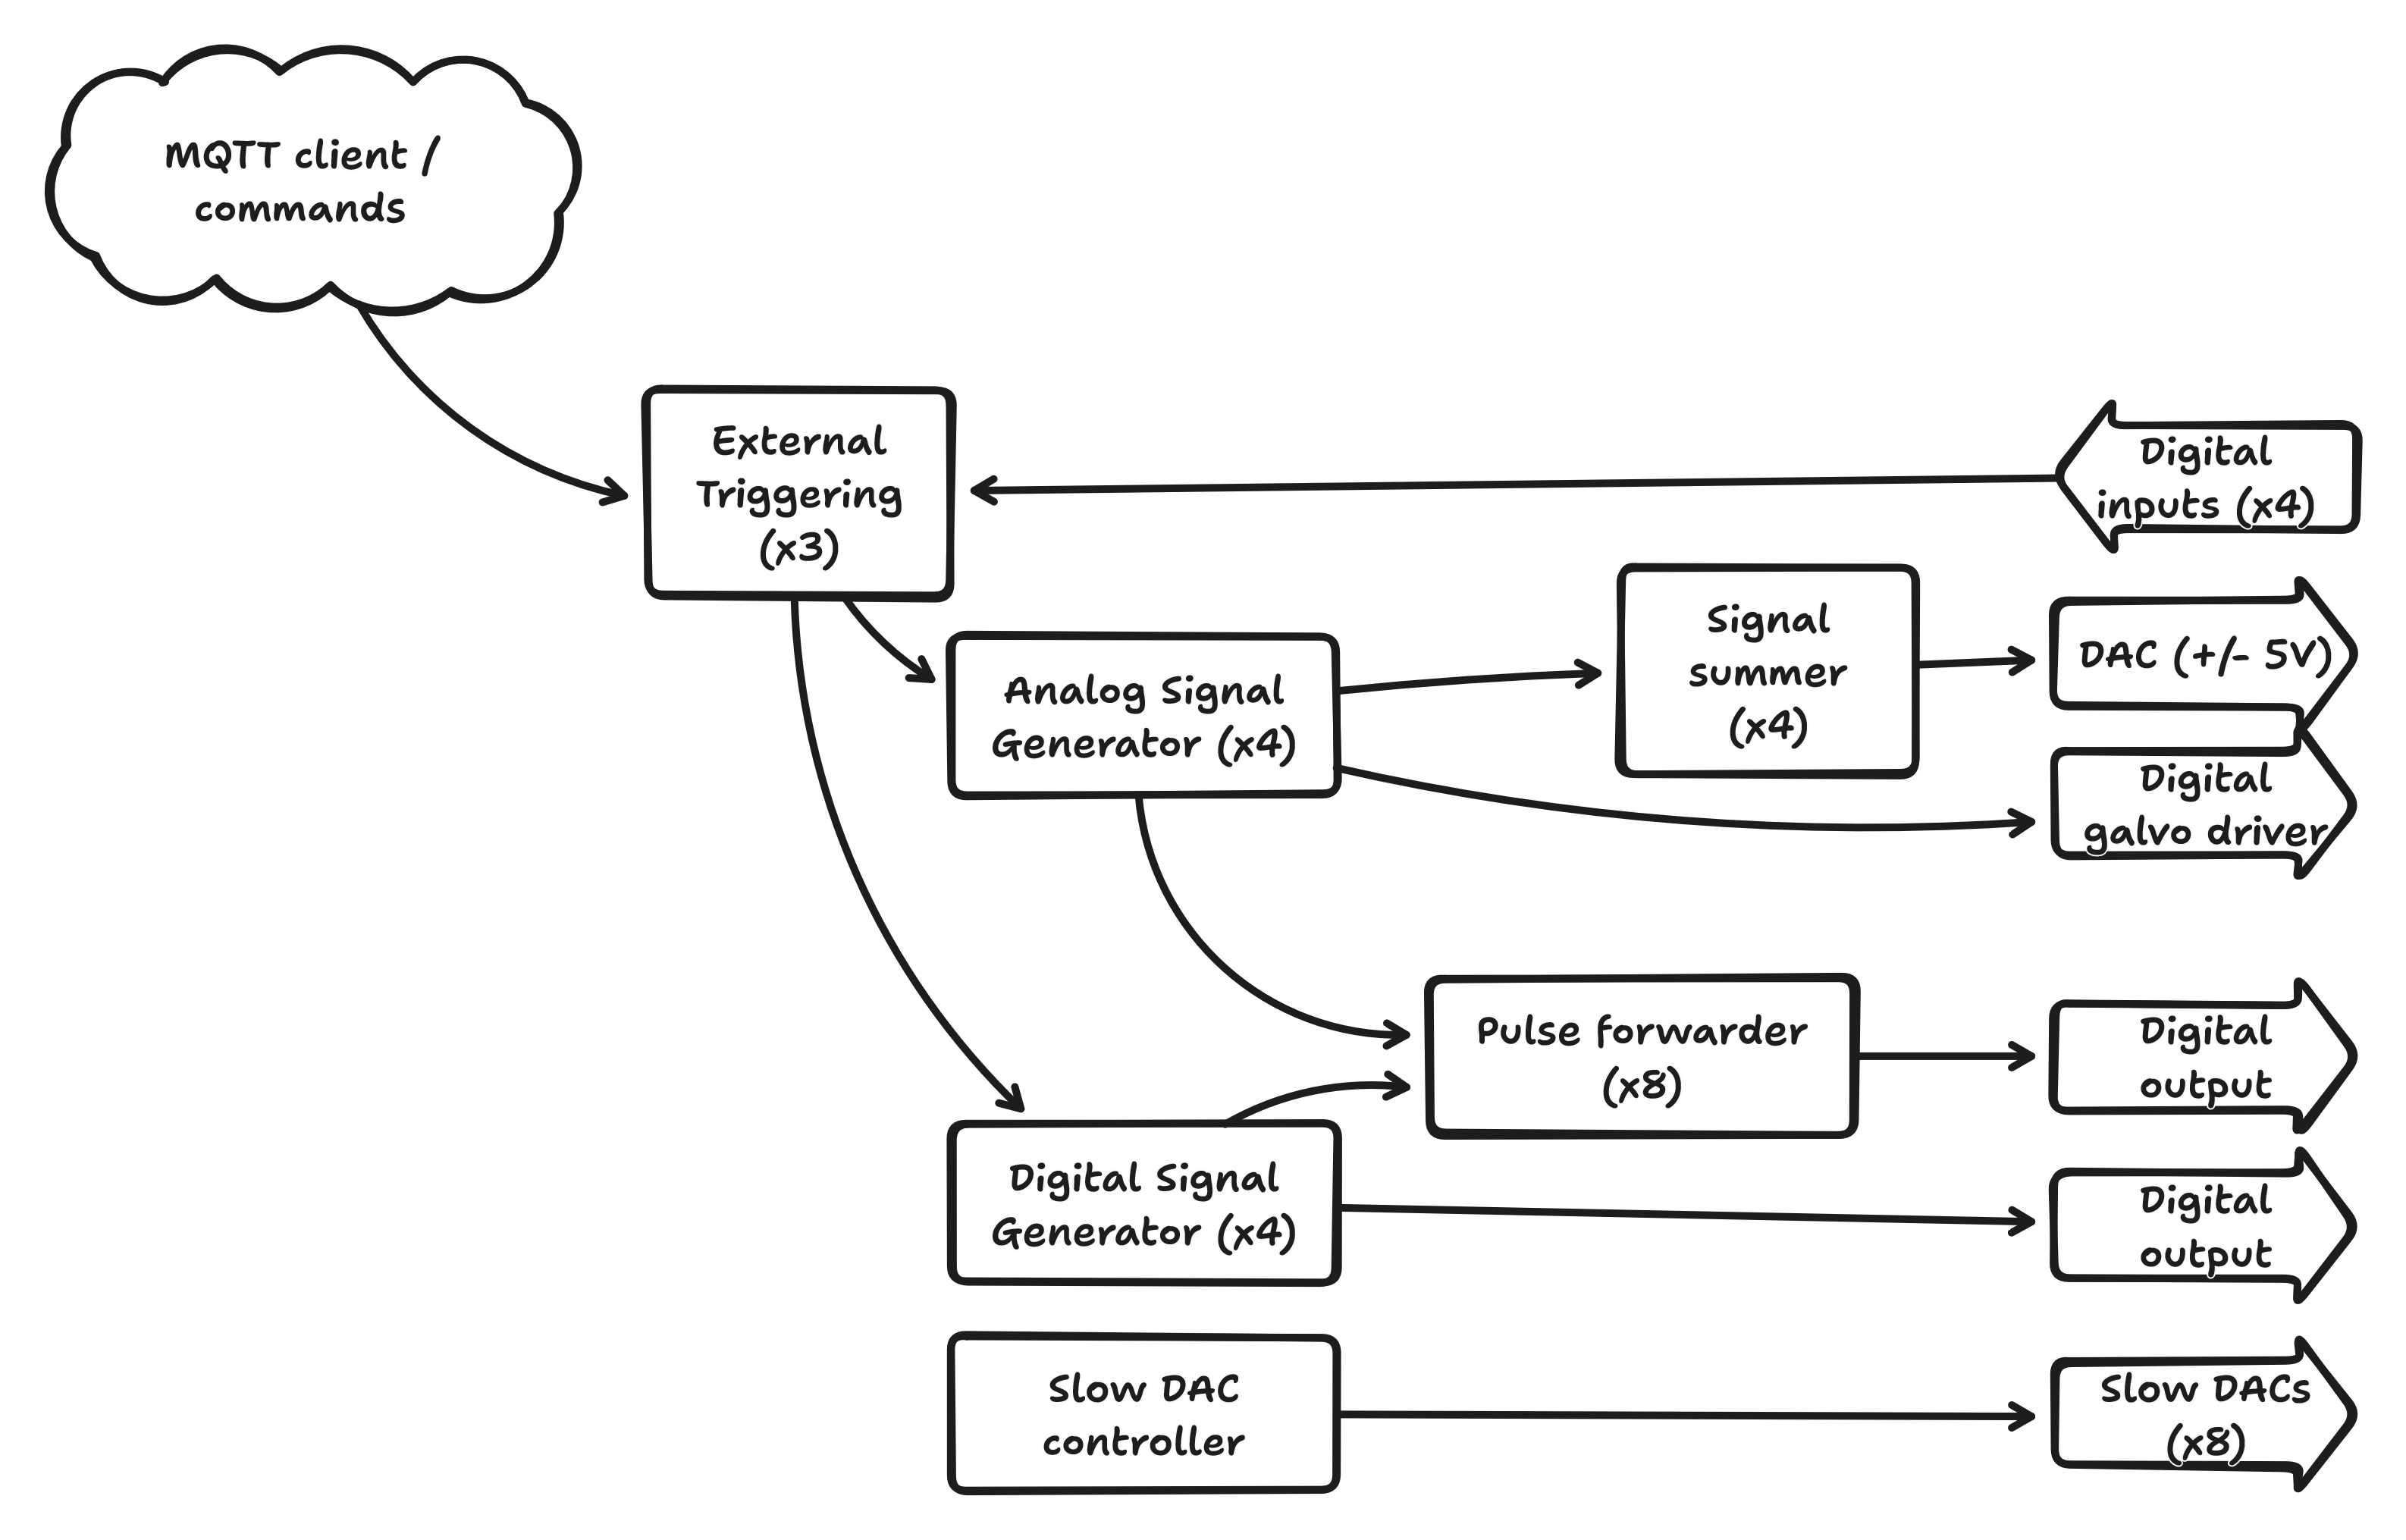 MQTT client /
commands
External
Triggering
(x3)
Digital
inputs (x4)
Analog Signal
Generator (x4)
Signal
summer
(x4)
DAC (+/- 5V)
Digital
galvo driver
Pulse forwarder
(x8)
Digital
output
Digital Signal
Generator (x4)
Digital
output
Slow DAC
controller
Slow DACs
(x8)